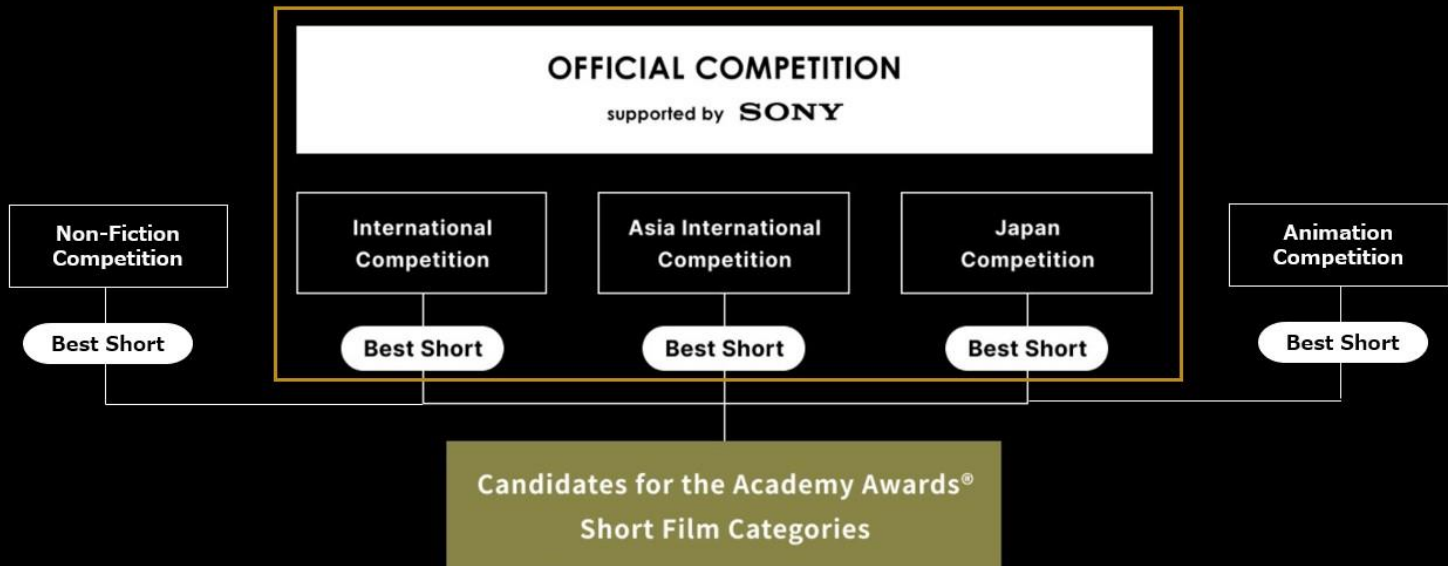 OFFICIAL COMPETITION
supported by SONY
Non-Fiction
Competition
Best Short
International
Competition
Best Short
Asia International
Competition
Best Short
Japan
Competition
Best Short
Animation
Competition
Best Short
Candidates for the Academy Awards®
Short Film Categories